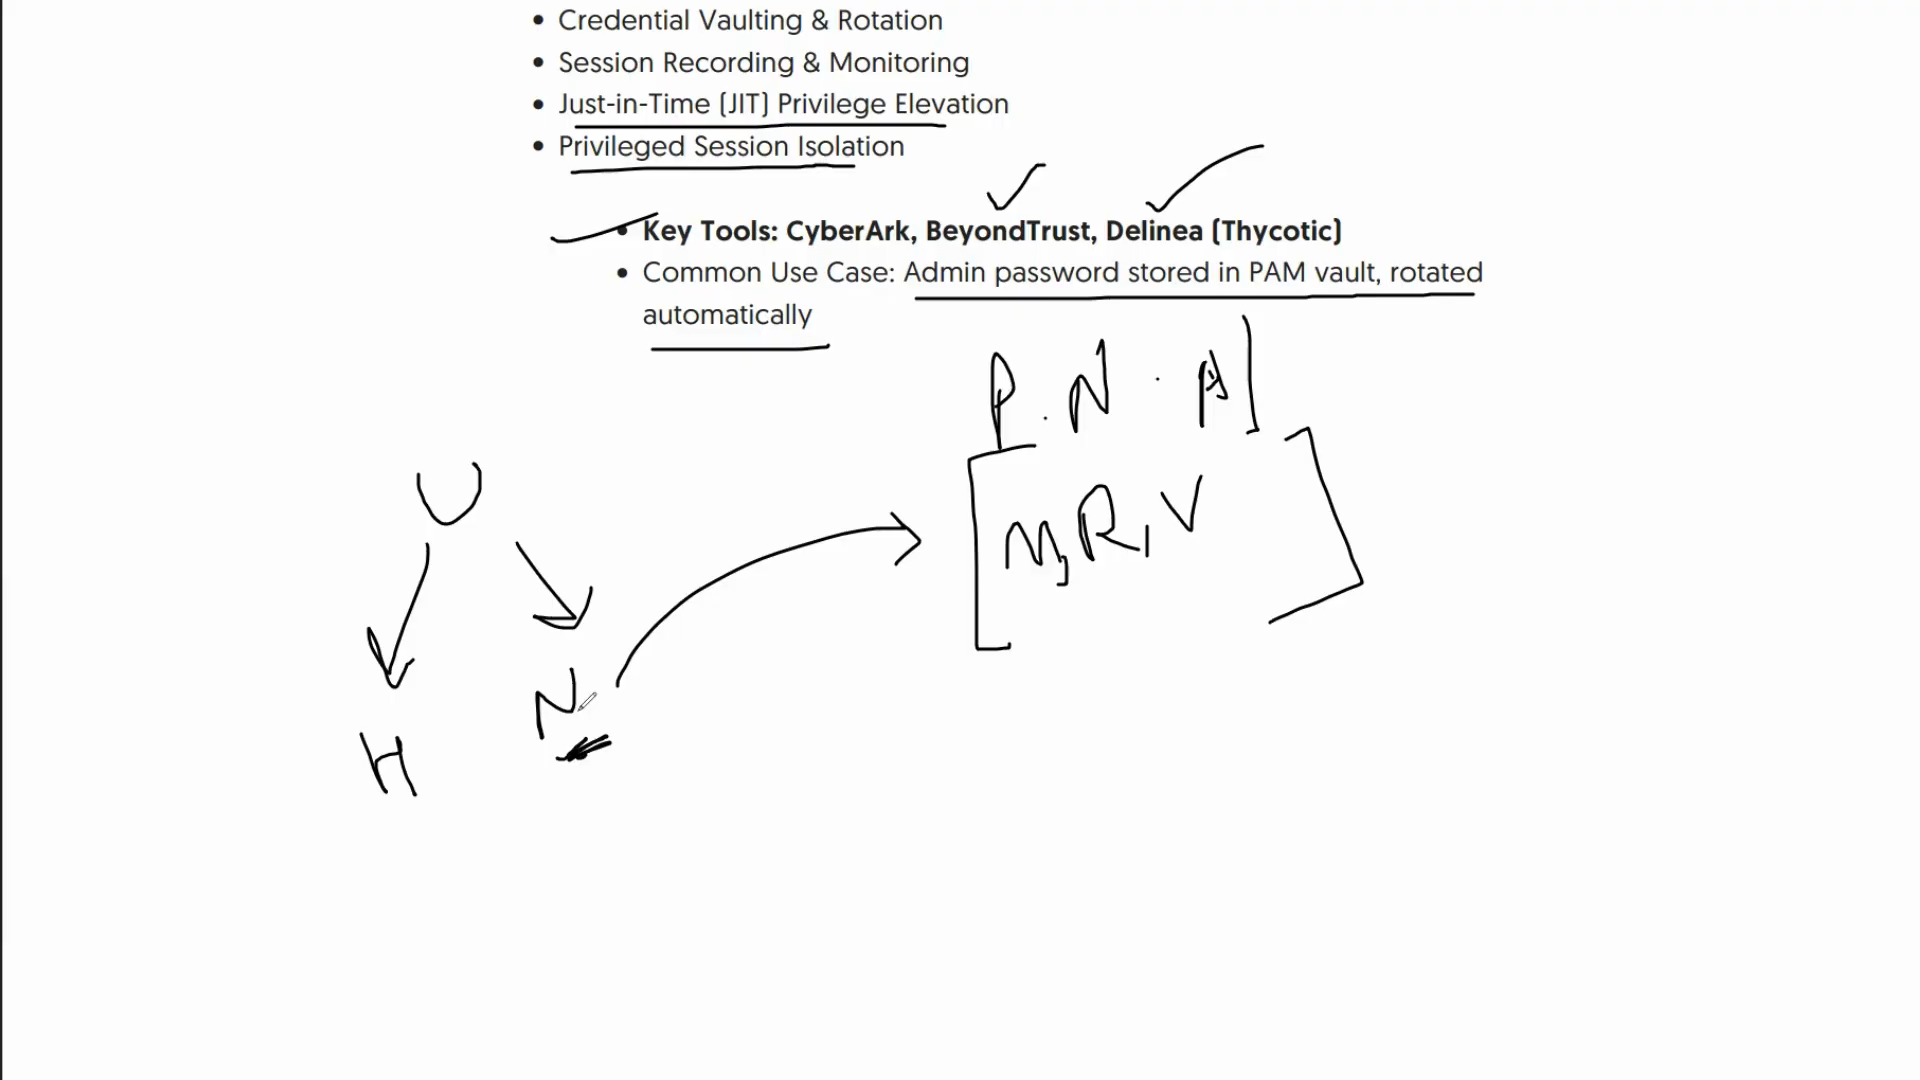 • Credential Vaulting & Rotation
• Session Recording & Monitoring
• Just-in-Time (JIT) Privilege Elevation
• Privileged Session Isolation
• Key Tools: CyberArk, BeyondTrust, Delinea (Thycotic)
• Common Use Case: Admin password stored in PAM vault, rotated
automatically
P. N. A
U
M, R, V
N
H